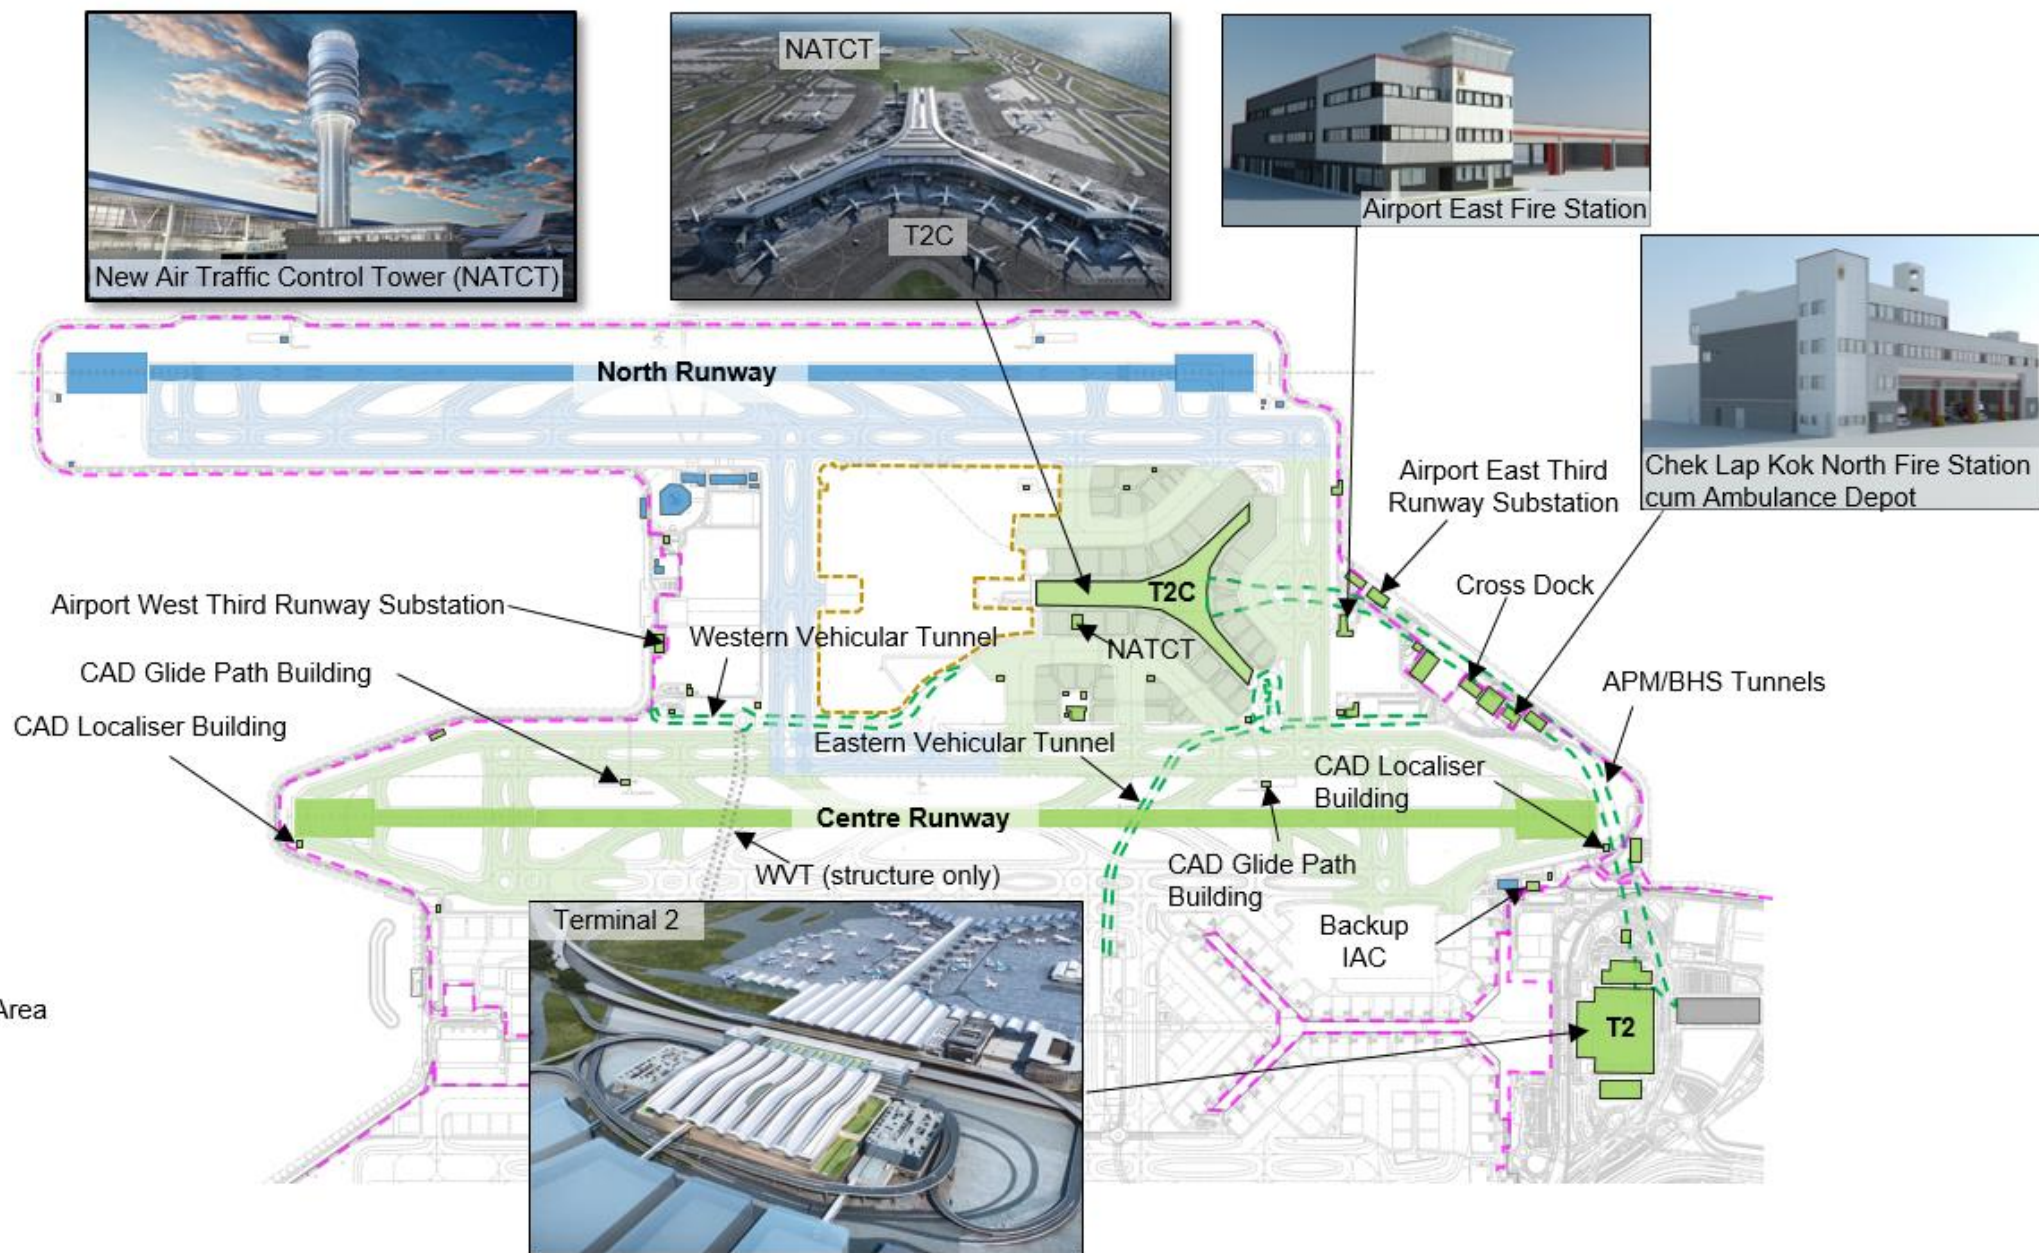 NATCT
T2C
New Air Traffic Control Tower (NATCT)
Airport East Fire Station
Chek Lap Kok North Fire Station
cum Ambulance Depot
North Runway
Airport East Third
Runway Substation
Cross Dock
T2C
NATCT
Airport West Third Runway Substation
Western Vehicular Tunnel
CAD Glide Path Building
APM/BHS Tunnels
CAD Localiser Building
Eastern Vehicular Tunnel
CAD Localiser
Building
Centre Runway
WVT (structure only)
CAD Glide Path
Building
Terminal 2
Backup
IAC
Area
T2